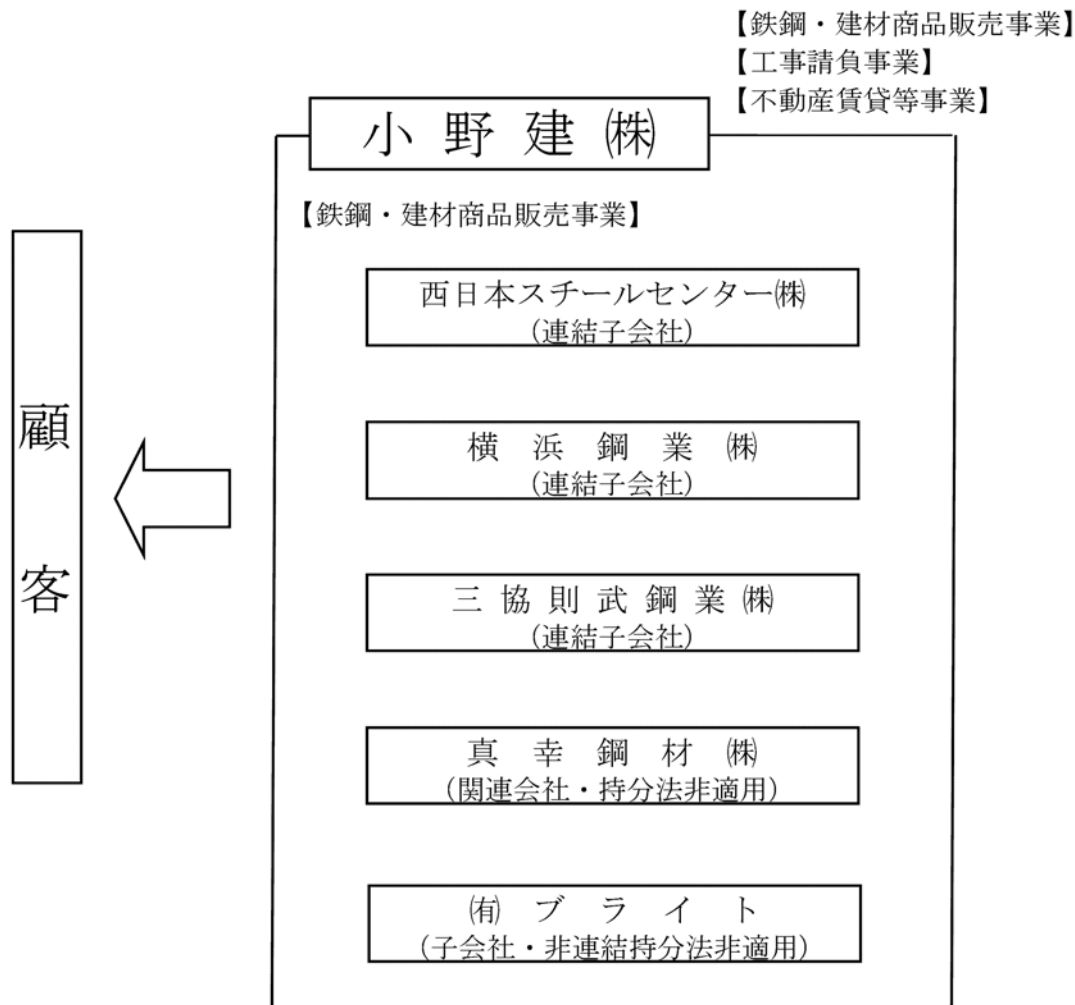 【鉄鋼・建材商品販売事業】
【工事請負事業】
【不動産賃貸等事業】
小野建㈱
【鉄鋼・建材商品販売事業】
西日本スチールセンター㈱
(連結子会社)
横浜鋼業㈱
(連結子会社)
三協則武鋼業㈱
(連結子会社)
真幸鋼材㈱
(関連会社・持分法非適用)
㈲ブライト
(子会社・非連結持分法非適用)
顧客